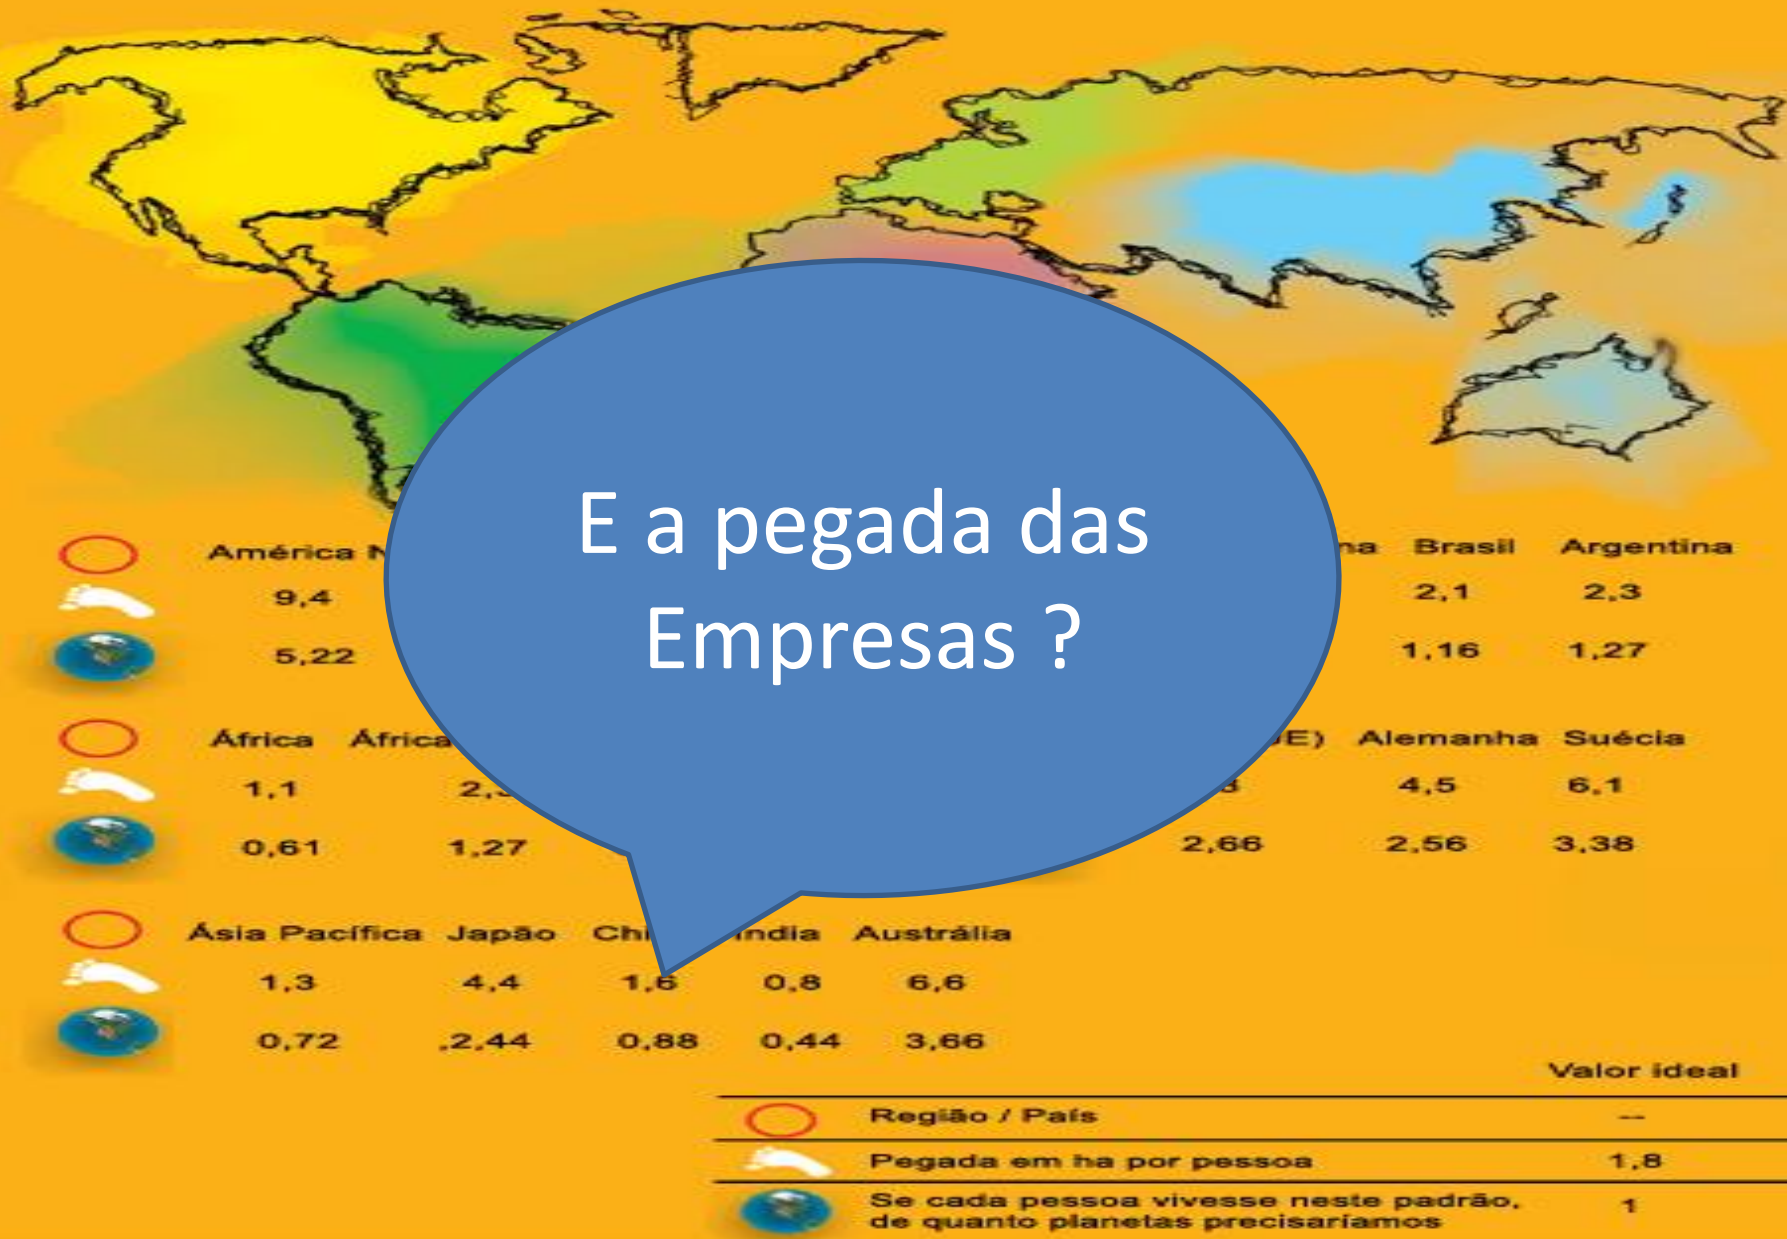 E a pegada das
Empresas ?
América
Brasil Argentina
9,4 2,1 2,3
5,22 1,16 1,27
África África Alemanha Suécia
1,1 4,5 6,1
0,61 1,27 2,66 2,56 3,38
Ásia Pacífica Japão Austrália
1,3 4,4 1,6 0,8 6,6
0,72 .2,44 0,88 0,44 3,66
Valor ideal
Região / País --
Pegada em ha por pessoa 1,8
Se cada pessoa vivesse neste padrão, 1
de quanto planetas precisaríamos